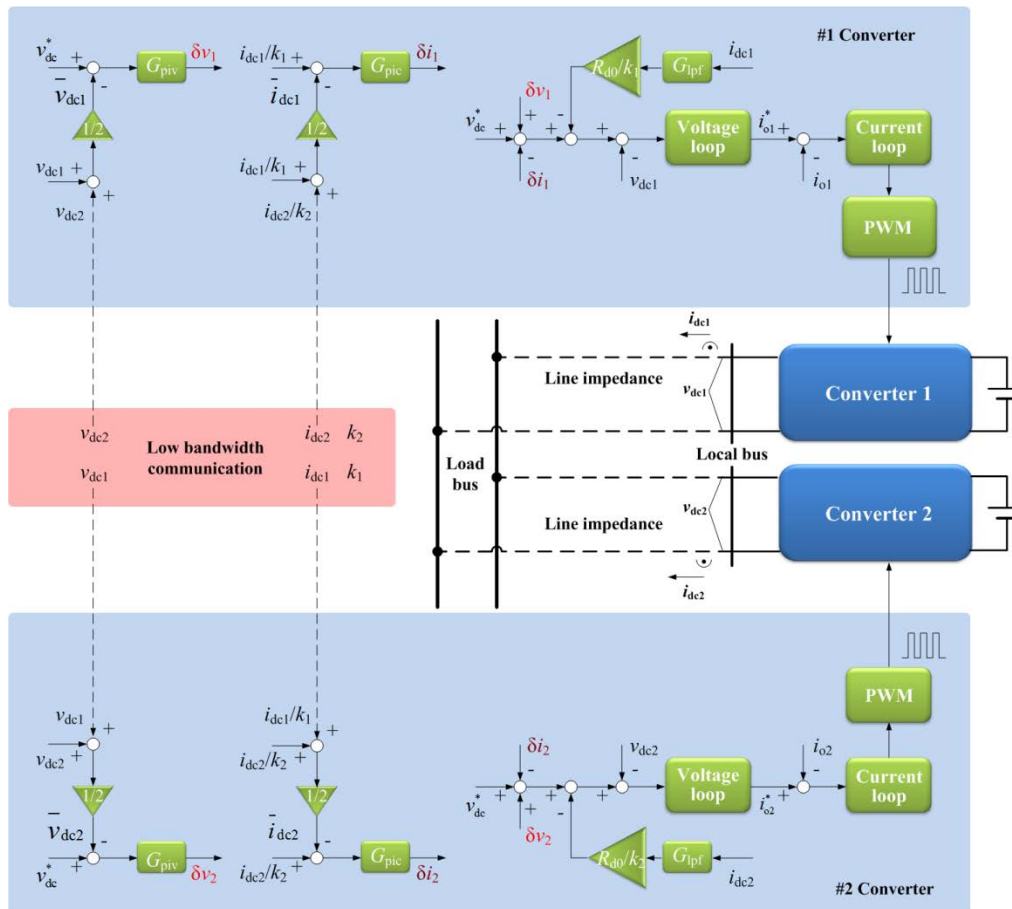 #1 Converter
v*dc + - Gpiv δv1
v̄dc1
1/2
vdc1 +
+
vdc2
idc1/k1 + - Gpic δi1
īdc1
1/2
idc1/k1 +
+
idc2/k2
Rd0/k1 Glpf idc1
δv1
v*dc + + - + - +
δi1
- vdc1
Voltage loop
i*o1 +
- io1
Current loop
PWM
vdc2
vdc1
Low bandwidth communication
idc2 k2
idc1 k1
idc1
Line impedance
vdc1
Converter 1
Load bus
Local bus
vdc2
Line impedance
Converter 2
idc2
PWM
vdc1 +
vdc2 +
1/2
v̄dc2 -
v*dc + Gpiv δv2
idc1/k1 +
idc2/k2 +
1/2
īdc2 -
idc2/k2 + Gpic δi2
δi2 -
v*dc + + + - +
δv2
vdc2 -
Voltage loop
i*o2 +
io2 -
Current loop
Rd0/k2 Glpf idc2
#2 Converter